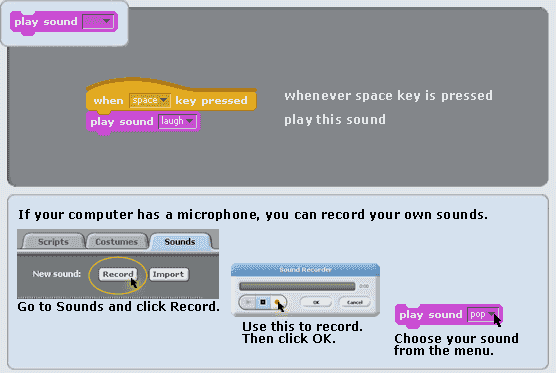 play sound
when space key pressed
play sound laugh
whenever space key is pressed
play this sound
If your computer has a microphone, you can record your own sounds.
Scripts Costumes Sounds
New sound: Record Import
Go to Sounds and click Record.
Sound Recorder
0:00
OK Cancel
Use this to record.
Then click OK.
play sound pop
Choose your sound
from the menu.